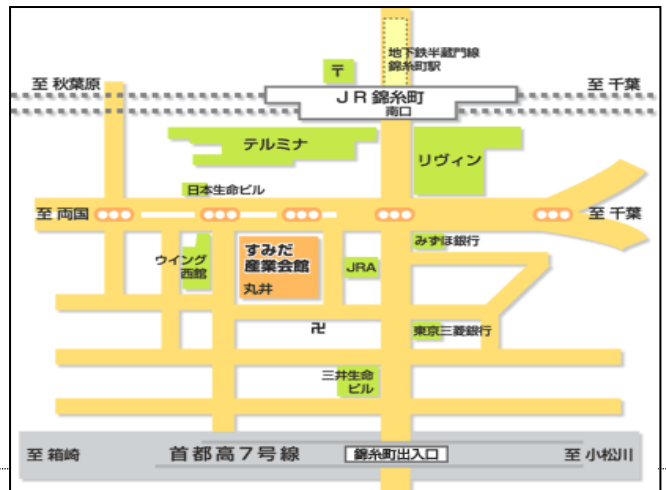 地下鉄半蔵門線
錦糸町駅
〒
至 秋葉原
至 千葉
JR 錦糸町
南口
テルミナ
リヴィン
日本生命ビル
至 両国
至 千葉
みずほ銀行
ウイング
西館
すみだ
産業会館
丸井
JRA
卍
東京三菱銀行
三井生命
ビル
至 箱崎
首都高7号線
錦糸町出入口
至 小松川